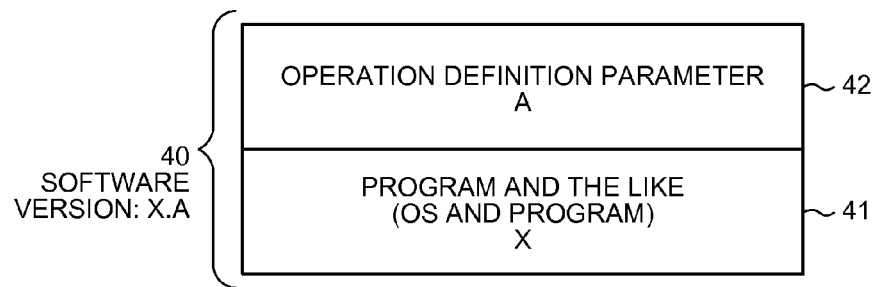 OPERATION DEFINITION PARAMETER
A
42
40
SOFTWARE
VERSION: X.A
PROGRAM AND THE LIKE
(OS AND PROGRAM)
X
41